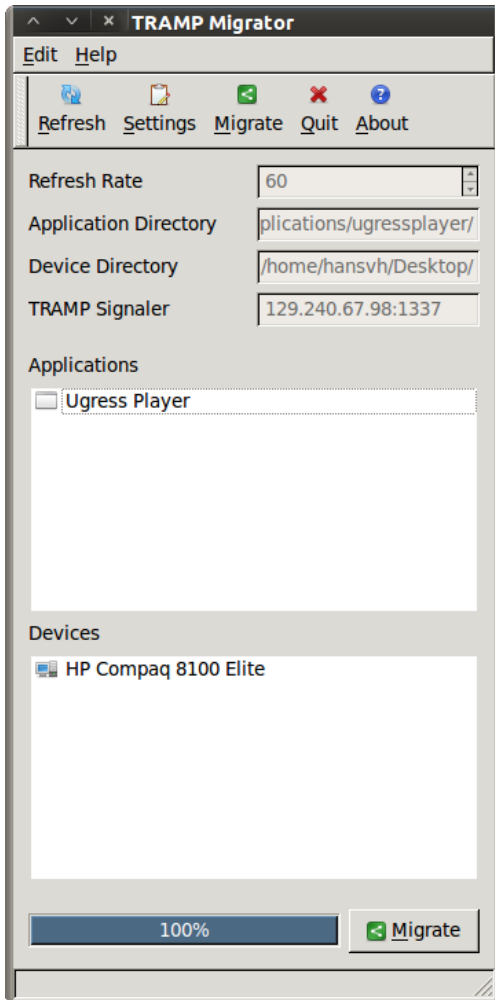 TRAMP Migrator
Edit Help
Refresh Settings Migrate Quit About
Refresh Rate 60
Application Directory plications/ugressplayer/
Device Directory /home/hansvh/Desktop/
TRAMP Signaler 129.240.67.98:1337
Applications
Ugress Player
Devices
HP Compaq 8100 Elite
100% Migrate